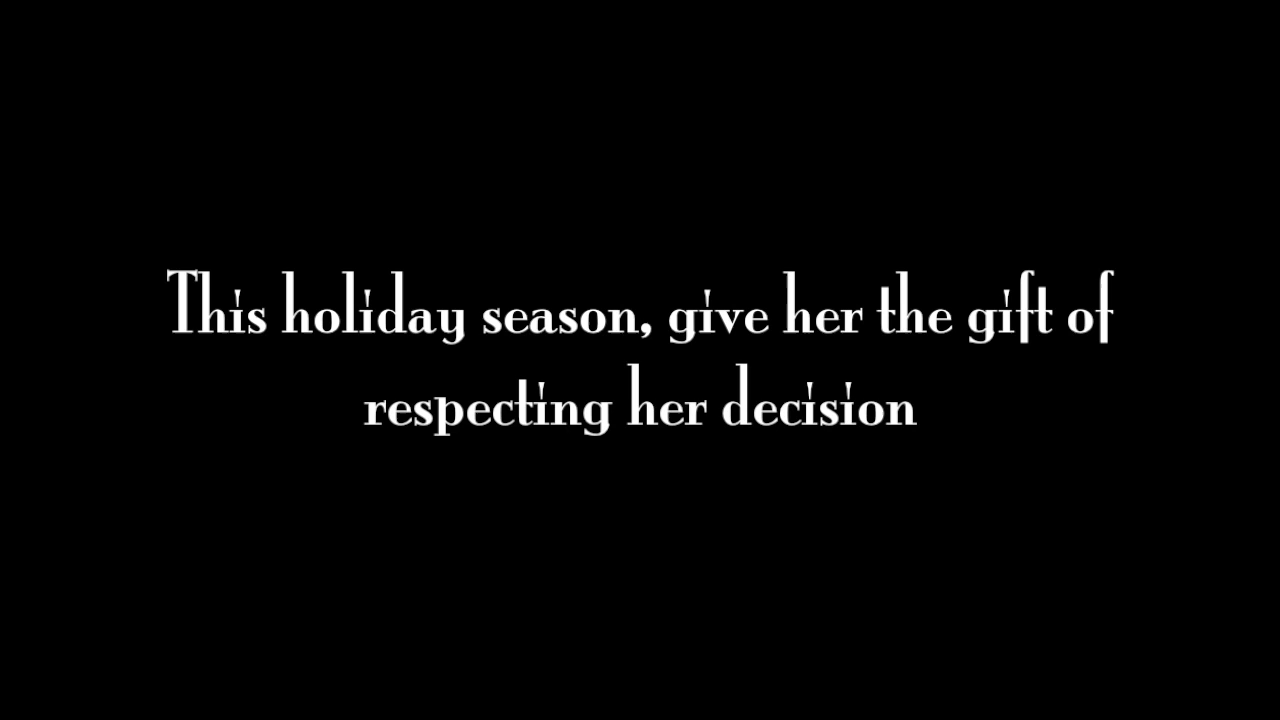 This holiday season, give her the gift of
respecting her decision